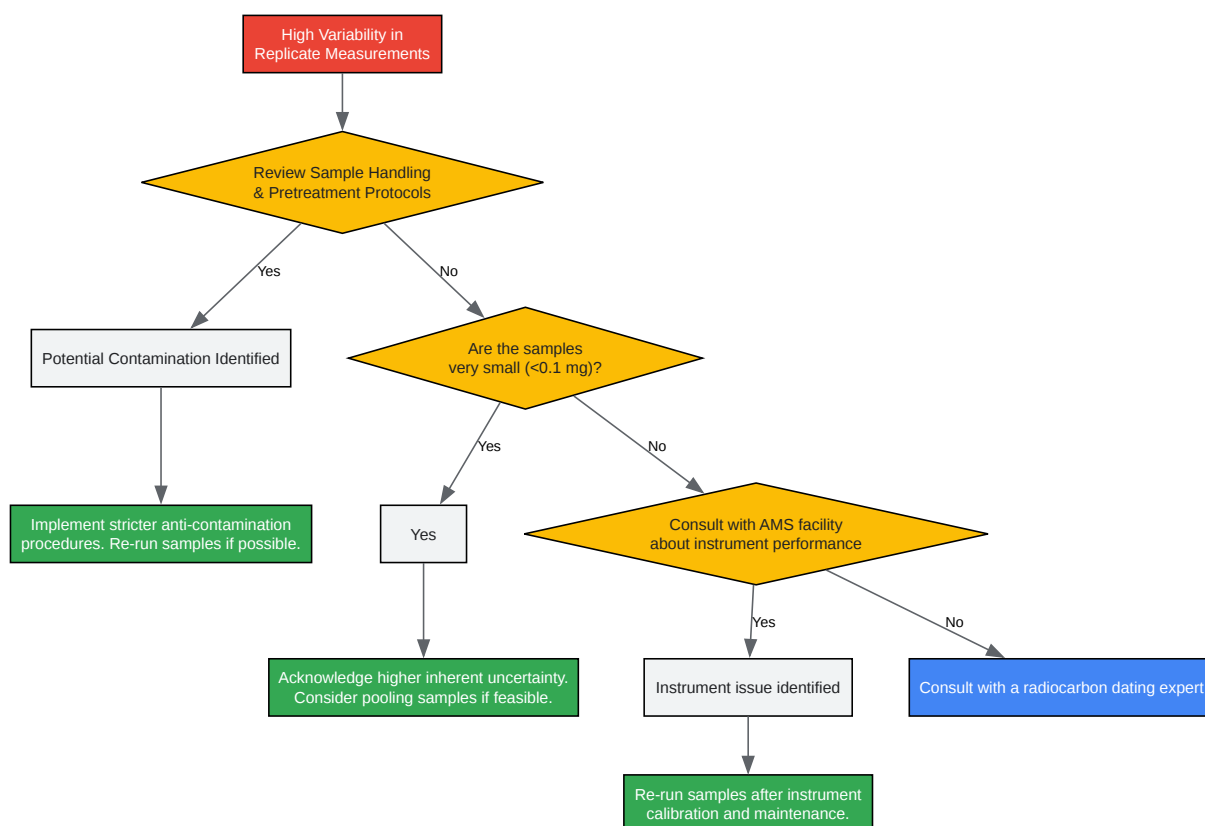 High Variability in
Replicate Measurements
Review Sample Handling
& Pretreatment Protocols
Yes
No
Potential Contamination Identified
Are the samples
very small (<0.1 mg)?
Implement stricter anti-contamination
procedures. Re-run samples if possible.
Yes
No
Yes
Consult with AMS facility
about instrument performance
Acknowledge higher inherent uncertainty.
Consider pooling samples if feasible.
Yes
No
Instrument issue identified
Consult with a radiocarbon dating expert
Re-run samples after instrument
calibration and maintenance.